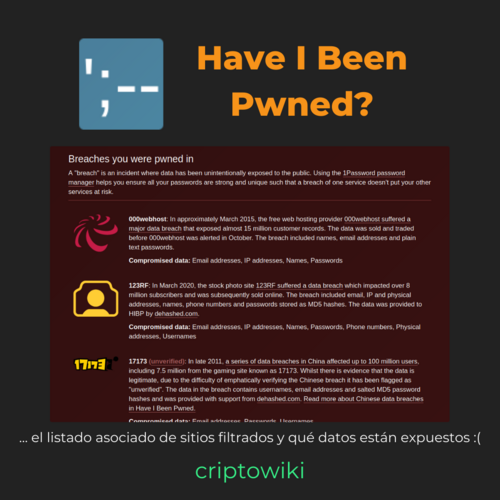 ';--
Have I Been
Pwned?
Breaches you were pwned in
A "breach" is an incident where data has been unintentionally exposed to the public. Using the 1Password password
manager helps you ensure all your passwords are strong and unique such that a breach of one service doesn't put your other
services at risk.
000webhost: In approximately March 2015, the free web hosting provider 000webhost suffered a
major data breach that exposed almost 15 million customer records. The data was sold and traded
before 000webhost was alerted in October. The breach included names, email addresses and plain
text passwords.
Compromised data: Email addresses, IP addresses, Names, Passwords
123RF: In March 2020, the stock photo site 123RF suffered a data breach which impacted over 8
million subscribers and was subsequently sold online. The breach included email, IP and physical
addresses, names, phone numbers and passwords stored as MD5 hashes. The data was provided to
HIBP by dehashed.com.
Compromised data: Email addresses, IP addresses, Names, Passwords, Phone numbers, Physical
addresses, Usernames
17173
17173 (unverified): In late 2011, a series of data breaches in China affected up to 100 million users,
including 7.5 million from the gaming site known as 17173. Whilst there is evidence that the data is
legitimate, due to the difficulty of emphatically verifying the Chinese breach it has been flagged as
"unverified". The data in the breach contains usernames, email addresses and salted MD5 password
hashes and was provided with support from dehashed.com. Read more about Chinese data breaches
in Have I Been Pwned.
Compromised data: Email addresses, Passwords, Usernames
... el listado asociado de sitios filtrados y qué datos están expuestos :(
criptowiki